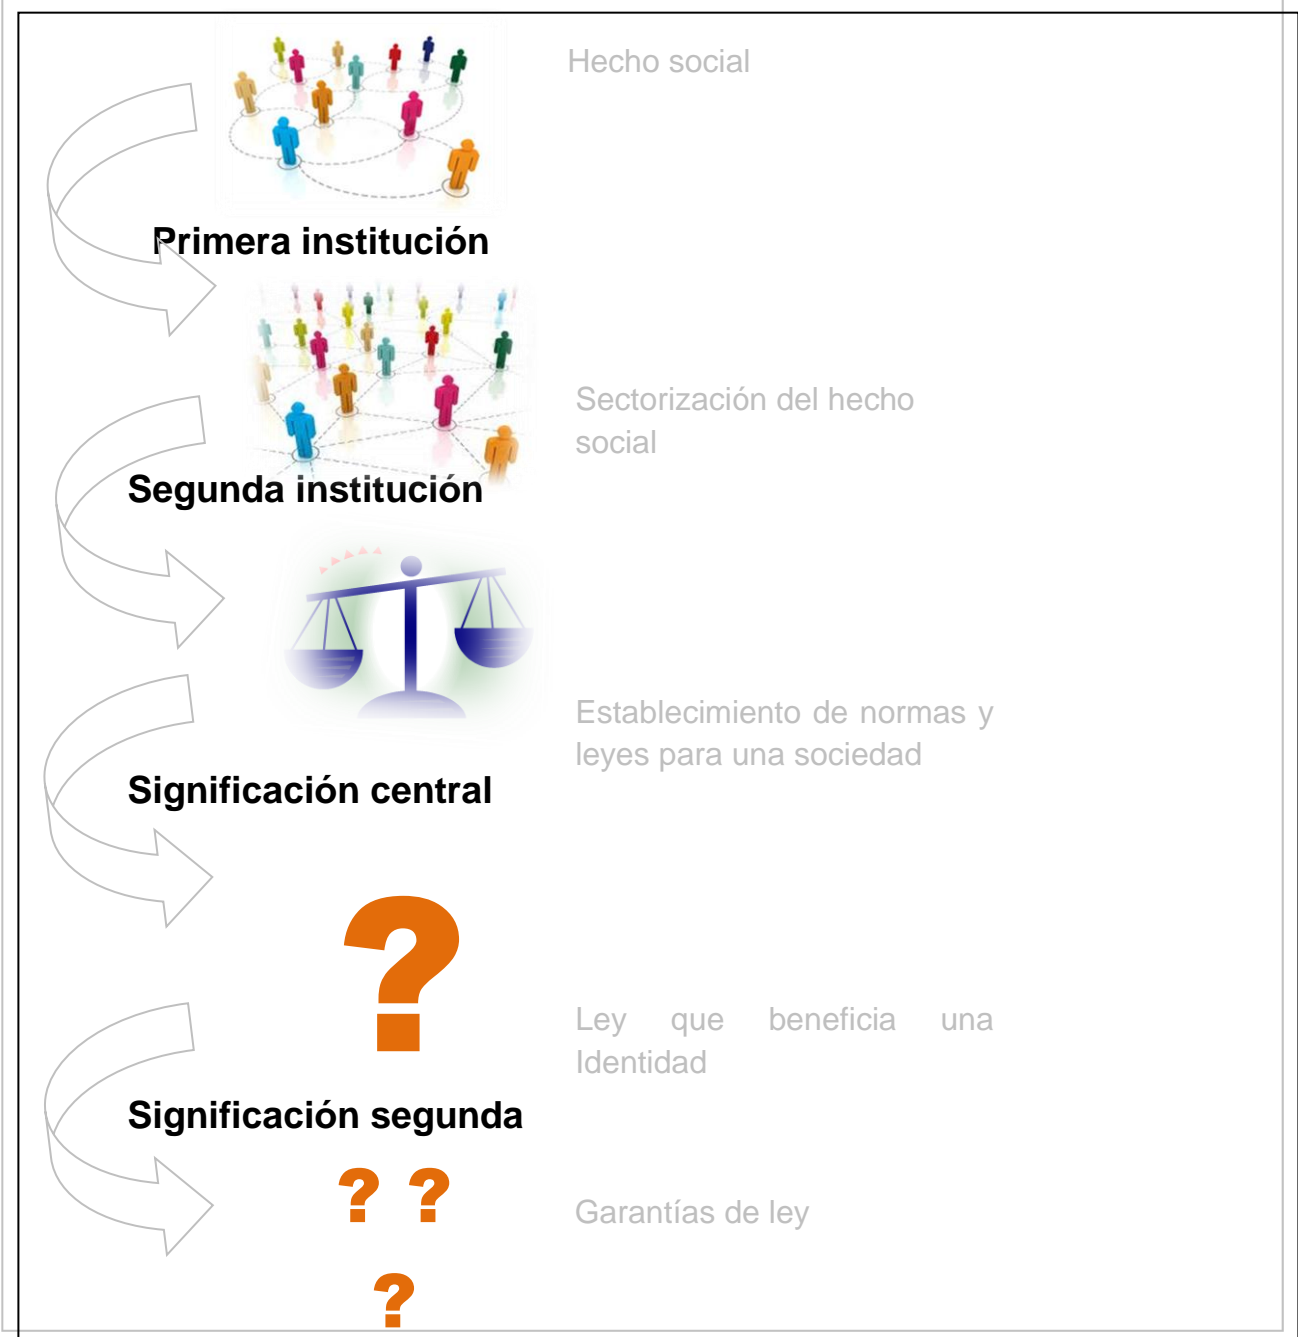 Hecho social
Primera institución
Sectorización del hecho
social
Segunda institución
Establecimiento de normas y
leyes para una sociedad
Significación central
?
Ley que beneficia una
Identidad
Significación segunda
? ?
Garantías de ley
?